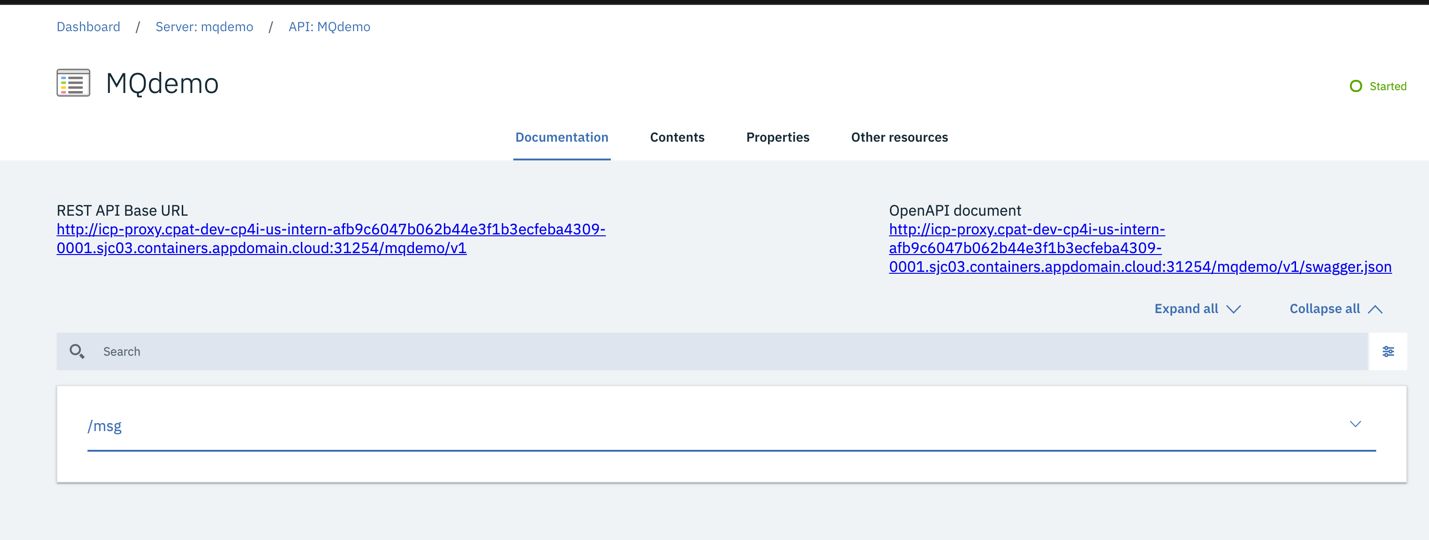 Dashboard / Server: mqdemo / API: MQdemo
MQdemo
Started
Documentation Contents Properties Other resources
REST API Base URL
http://icp-proxy.cpat-dev-cp4i-us-intern-afb9c6047b062b44e3f1b3ecfeba4309-
0001.sjc03.containers.appdomain.cloud:31254/mqdemo/v1
OpenAPI document
http://icp-proxy.cpat-dev-cp4i-us-intern-
afb9c6047b062b44e3f1b3ecfeba4309-
0001.sjc03.containers.appdomain.cloud:31254/mqdemo/v1/swagger.json
Expand all Collapse all
Search
/msg